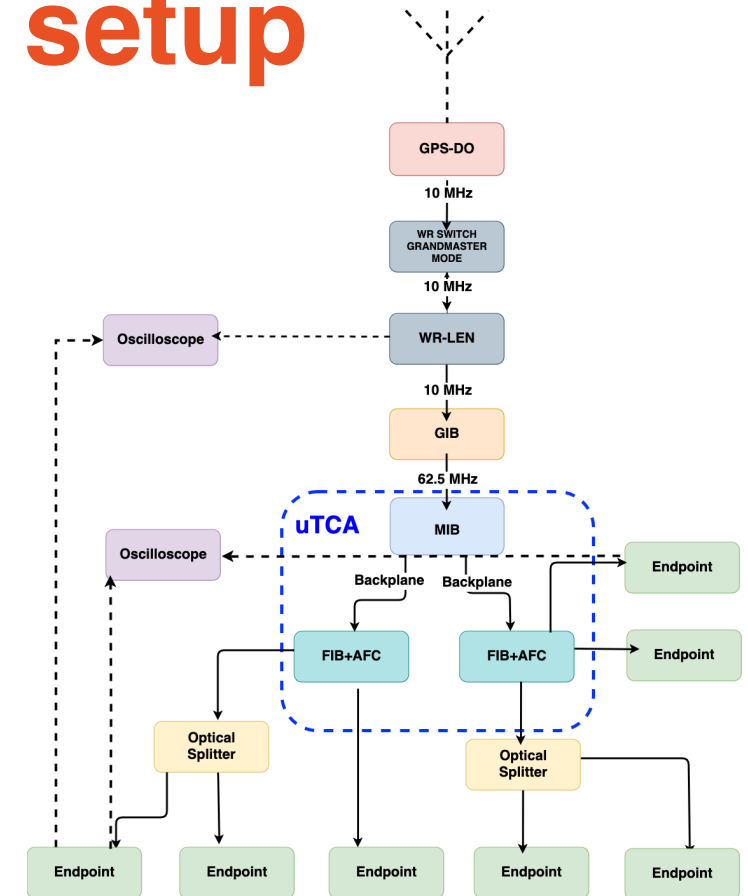 setup
GPS-DO
10 MHz
WR SWITCH
GRANDMASTER
MODE
10 MHz
Oscilloscope
WR-LEN
10 MHz
GIB
62.5 MHz
uTCA
MIB
Oscilloscope
Endpoint
Backplane
Backplane
FIB+AFC
FIB+AFC
Endpoint
Optical
Splitter
Optical
Splitter
Endpoint
Endpoint
Endpoint
Endpoint
Endpoint